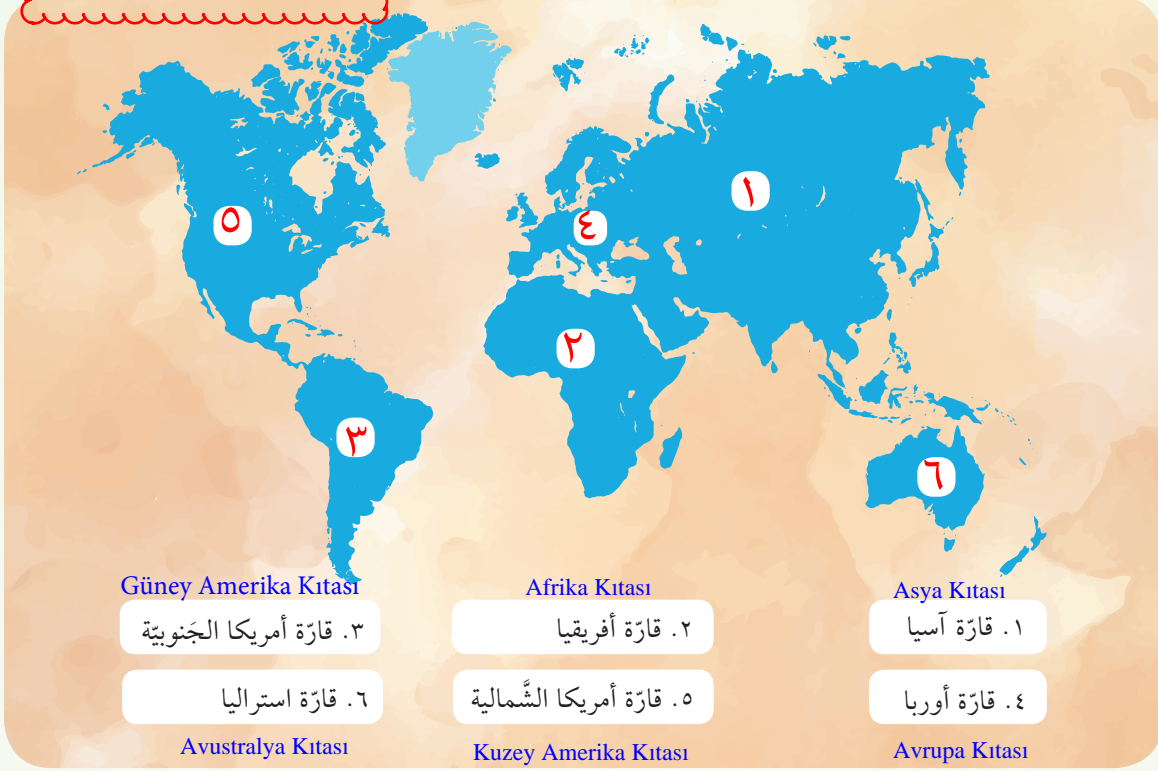 ١
٥
٤
٢
٣
٦
Güney Amerika Kıtası
Afrika Kıtası
Asya Kıtası
١. قارّة آسيا
٢. قارّة أفريقيا
٣. قارّة أمريكا الجَنوبيّة
٤. قارّة أوربا
٥. قارّة أمريكا الشَّمالية
٦. قارّة استراليا
Avustralya Kıtası
Kuzey Amerika Kıtası
Avrupa Kıtası